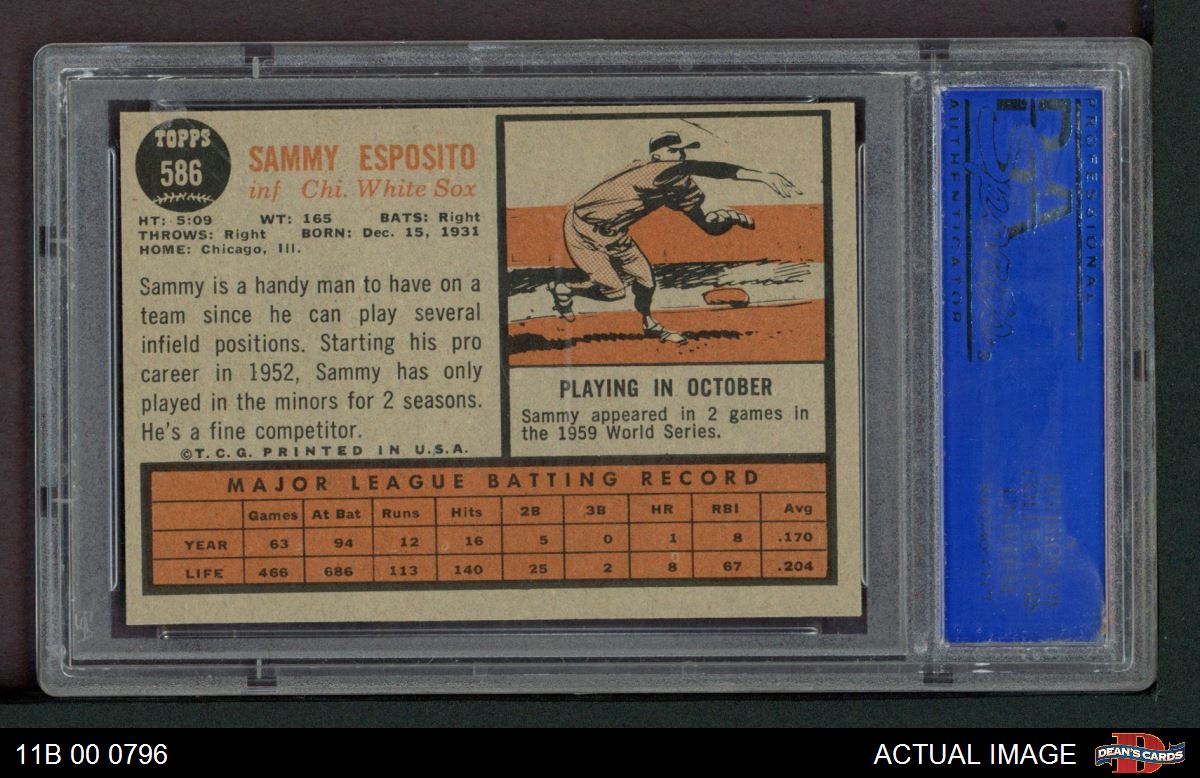 TOPPS
586
SAMMY ESPOSITO
inf Chi. White Sox
HT: 5:09 WT: 165 BATS: Right
THROWS: Right BORN: Dec. 15, 1931
HOME: Chicago, Ill.
Sammy is a handy man to have on a
team since he can play several
infield positions. Starting his pro
career in 1952, Sammy has only
played in the minors for 2 seasons.
He's a fine competitor.
©T.C.G. PRINTED IN U.S.A.
PLAYING IN OCTOBER
Sammy appeared in 2 games in
the 1959 World Series.
MAJOR LEAGUE BATTING RECORD
Games At Bat Runs Hits 2B 3B HR RBI Avg
YEAR 63 94 12 16 5 0 1 8 .170
LIFE 466 686 113 140 25 2 8 67 .204
PROFESSIONAL
PSA
AUTHENTICATOR
11B 00 0796
ACTUAL IMAGE
DEAN'S CARDS